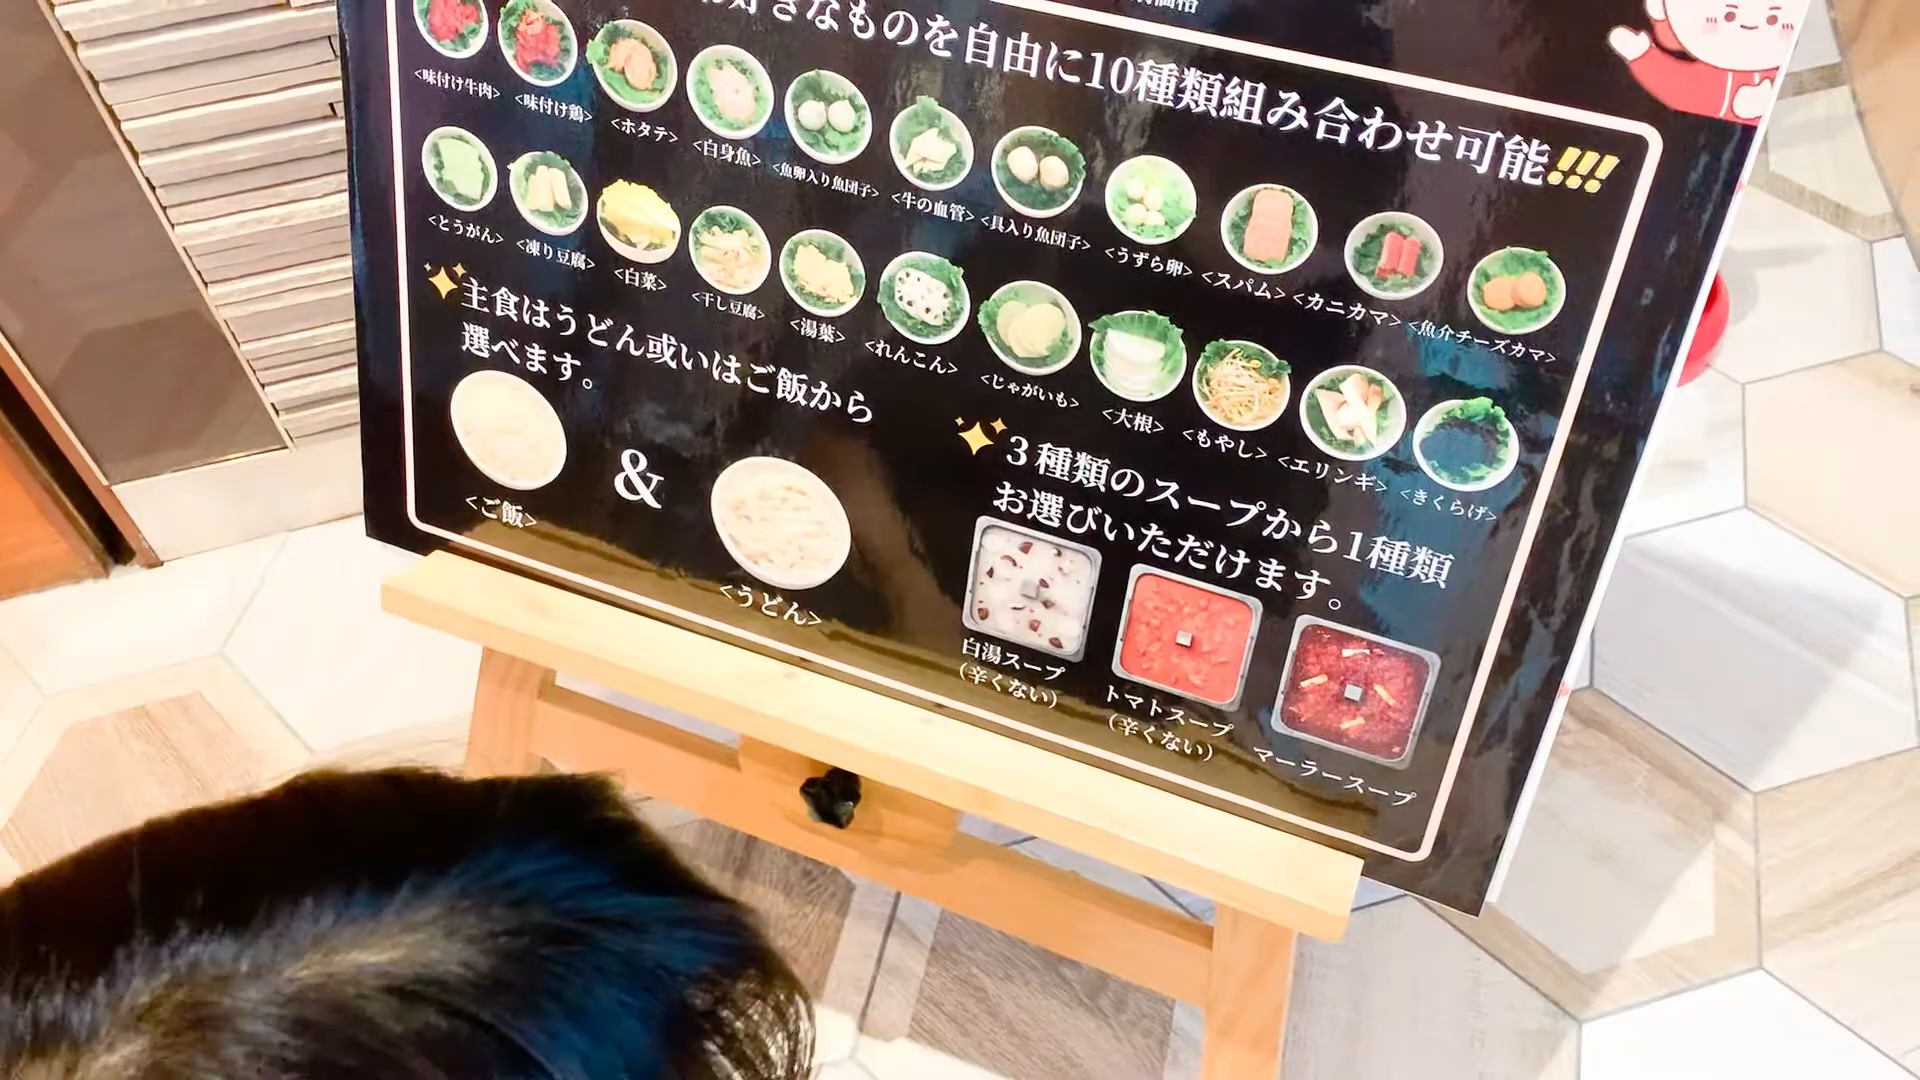 好きなものを自由に10種類組み合わせ可能!!!
<味付け牛肉> <味付け鶏> <ホタテ> <白身魚> <魚卵入り魚団子> <牛の血管> <具入り魚団子> <うずら卵> <スパム> <カニカマ> <魚介チーズカマ>
<とうがん> <凍り豆腐> <白菜> <干し豆腐> <湯葉> <れんこん> <じゃがいも> <大根> <もやし> <エリンギ> <きくらげ>
主食はうどん或いはご飯から
選べます。
<ご飯>
&
<うどん>
3種類のスープから1種類
お選びいただけます。
白湯スープ
(辛くない)
トマトスープ
(辛くない)
マーラースープ